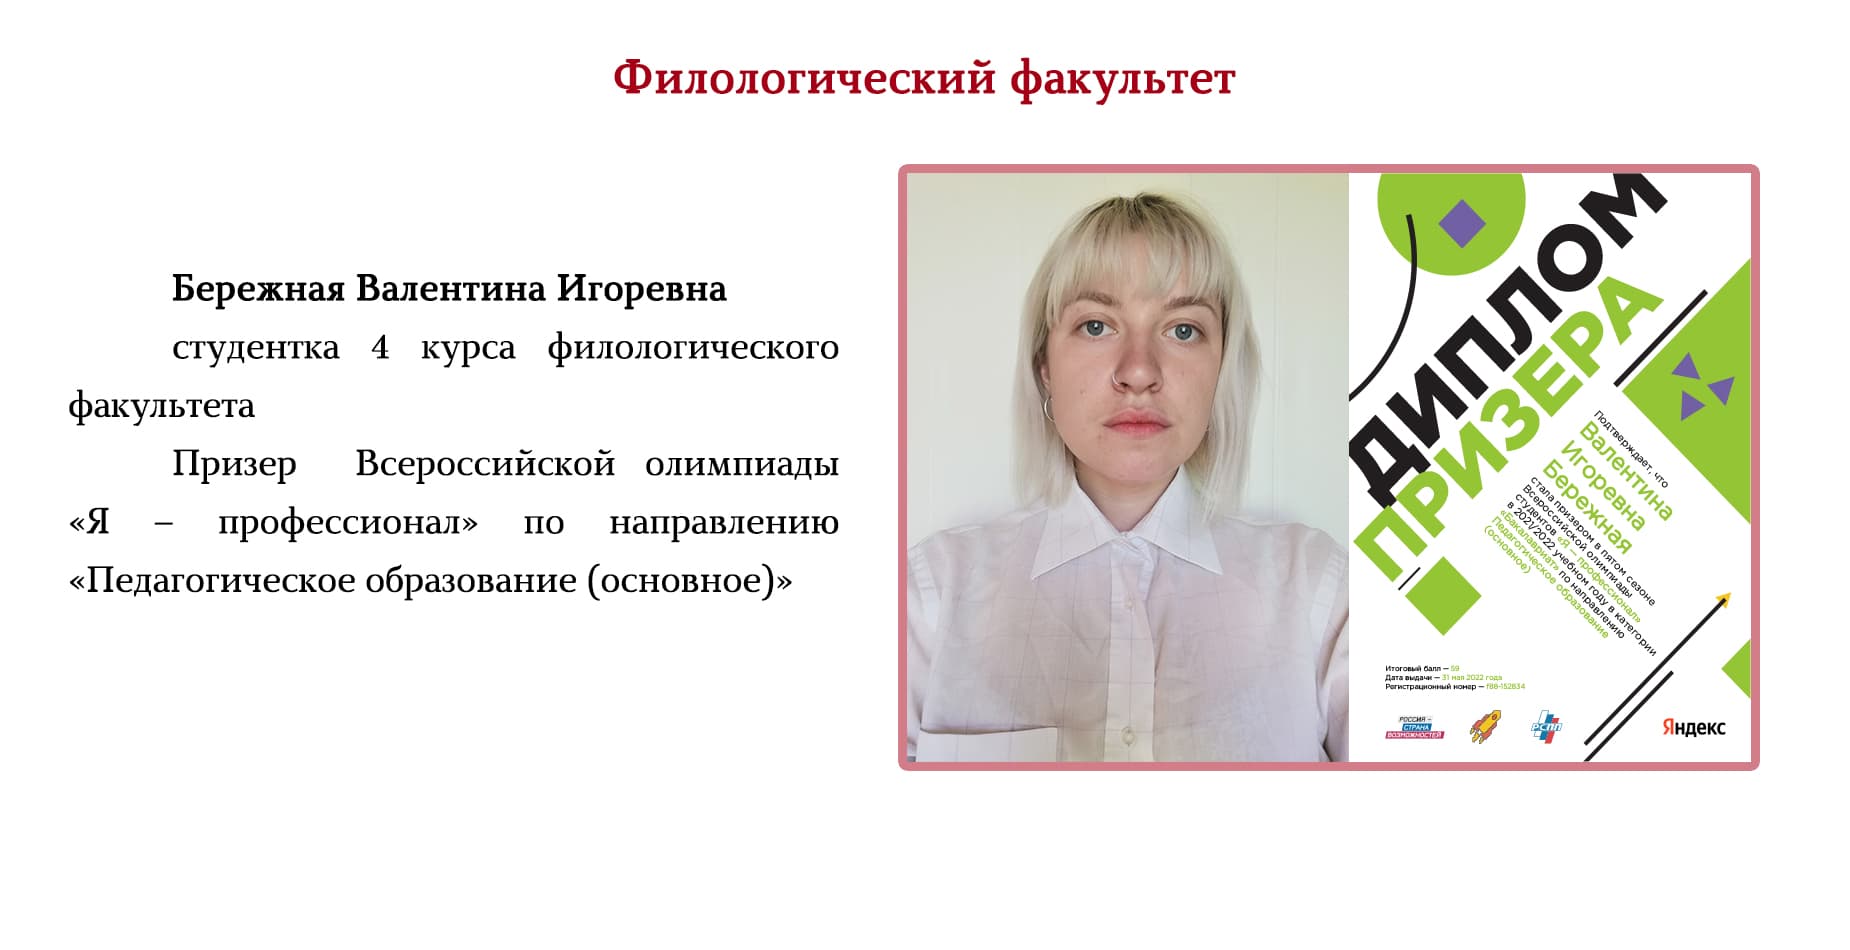 Филологический факультет
Бережная Валентина Игоревна
студентка 4 курса филологического
факультета
Призер Всероссийской олимпиады
«Я – профессионал» по направлению
«Педагогическое образование (основное)»
ДИПЛОМ
ПРИЗЕРА
Подтверждает, что
Валентина
Игоревна
Бережная
стала призером в пятом сезоне
Всероссийской олимпиады
студентов «Я – профессионал»
в 2021/2022 учебном году в категории
«Бакалавриат» по направлению
Педагогическое образование
(основное)
Итоговый балл — 59
Дата выдачи — 31 мая 2022 года
Регистрационный номер — f88-152834
РОССИЯ –
СТРАНА
ВОЗМОЖНОСТЕЙ
РСПП
Яндекс